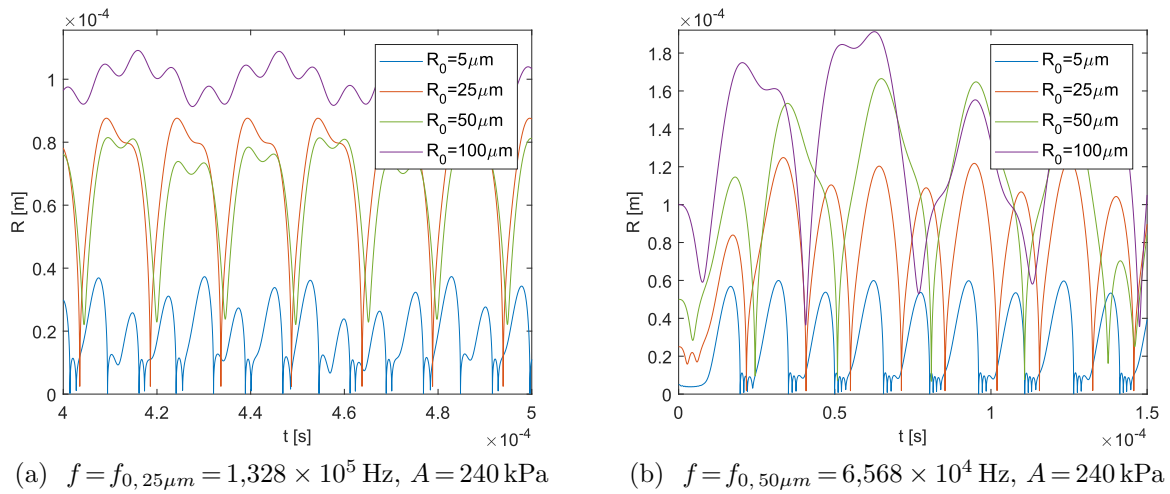 ×10⁻⁴
R [m]
1
0.8
0.6
0.4
0.2
0
4
4.2
4.4
4.6
4.8
5
t [s]
×10⁻⁴
R₀=5μm
R₀=25μm
R₀=50μm
R₀=100μm
(a) f = f₀, 25μm = 1,328 × 10⁵ Hz, A = 240 kPa
×10⁻⁴
R [m]
1.8
1.6
1.4
1.2
1
0.8
0.6
0.4
0.2
0
0
0.5
1
1.5
t [s]
×10⁻⁴
R₀=5μm
R₀=25μm
R₀=50μm
R₀=100μm
(b) f = f₀, 50μm = 6,568 × 10⁴ Hz, A = 240 kPa